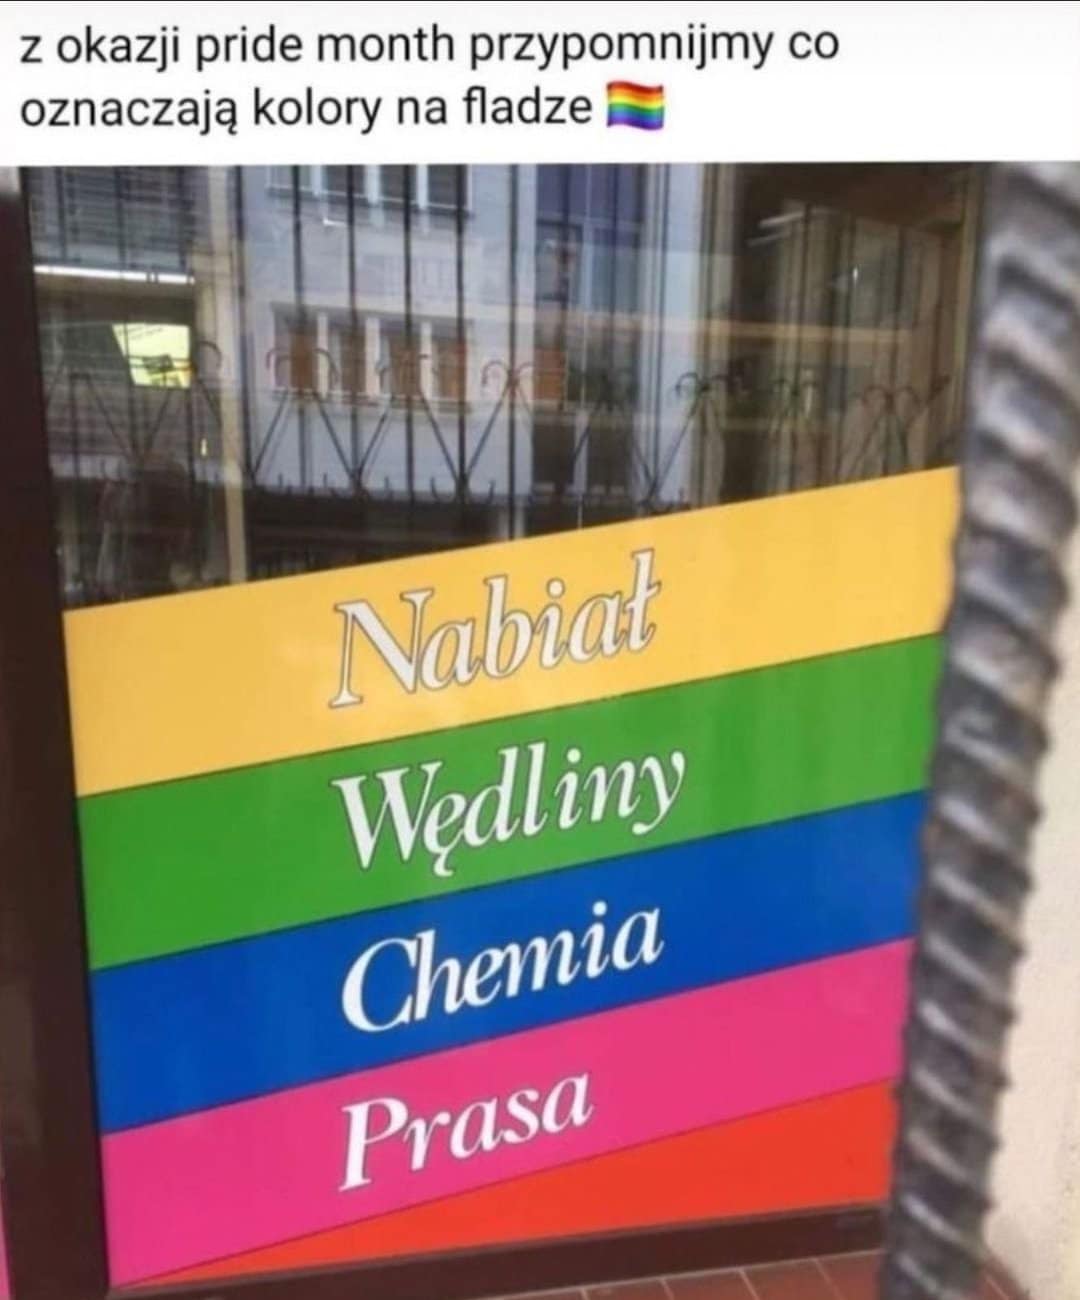 z okazji pride month przypomnijmy co
oznaczają kolory na fladze 🏳️‍🌈
Nabiał
Wędliny
Chemia
Prasa